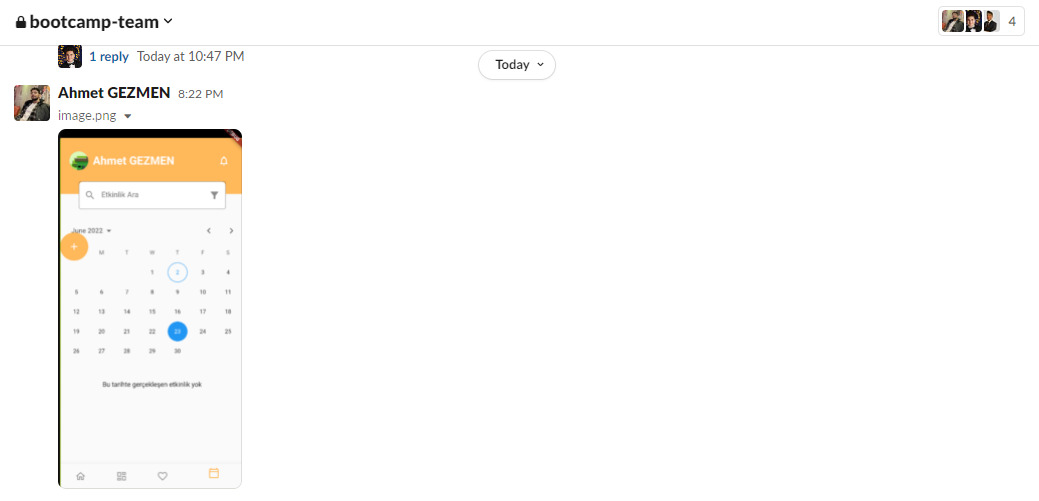 bootcamp-team
4
1 reply Today at 10:47 PM
Today
Ahmet GEZMEN 8:22 PM
image.png
Ahmet GEZMEN
Etkinlik Ara
June 2022
+
M T W T F S
1 2 3 4
5 6 7 8 9 10 11
12 13 14 15 16 17 18
19 20 21 22 23 24 25
26 27 28 29 30
Bu tarihte gerçekleşen etkinlik yok